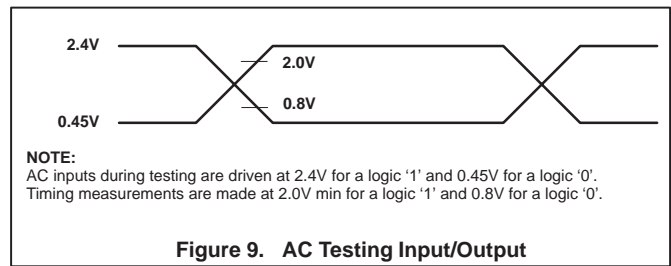 2.4V
2.0V
0.8V
0.45V
NOTE:
AC inputs during testing are driven at 2.4V for a logic ‘1’ and 0.45V for a logic ‘0’.
Timing measurements are made at 2.0V min for a logic ‘1’ and 0.8V for a logic ‘0’.
Figure 9. AC Testing Input/Output